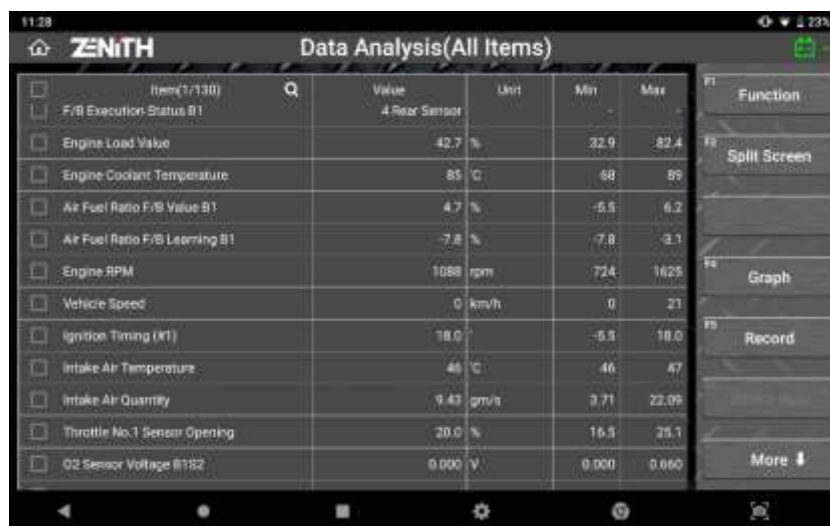 11:28
23%
ZENITH Data Analysis(All Items)
Item(1/130) Value Unit Min Max
F/B Execution Status B1 4 Rear Sensor - -
Engine Load Value 42.7 % 32.9 82.4
Engine Coolant Temperature 85 'C 68 89
Air Fuel Ratio F/B Value B1 4.7 % -5.5 6.2
Air Fuel Ratio F/B Learning B1 -7.8 % -7.8 -3.1
Engine RPM 1088 rpm 724 1625
Vehicle Speed 0 km/h 0 21
Ignition Timing (#1) 18.0 ' -5.5 18.0
Intake Air Temperature 46 'C 46 47
Intake Air Quantity 9.43 gm/s 3.71 22.09
Throttle No.1 Sensor Opening 20.0 % 16.5 25.1
O2 Sensor Voltage B1S2 0.000 V 0.000 0.660
F1 Function
F2 Split Screen
F4 Graph
F5 Record
More